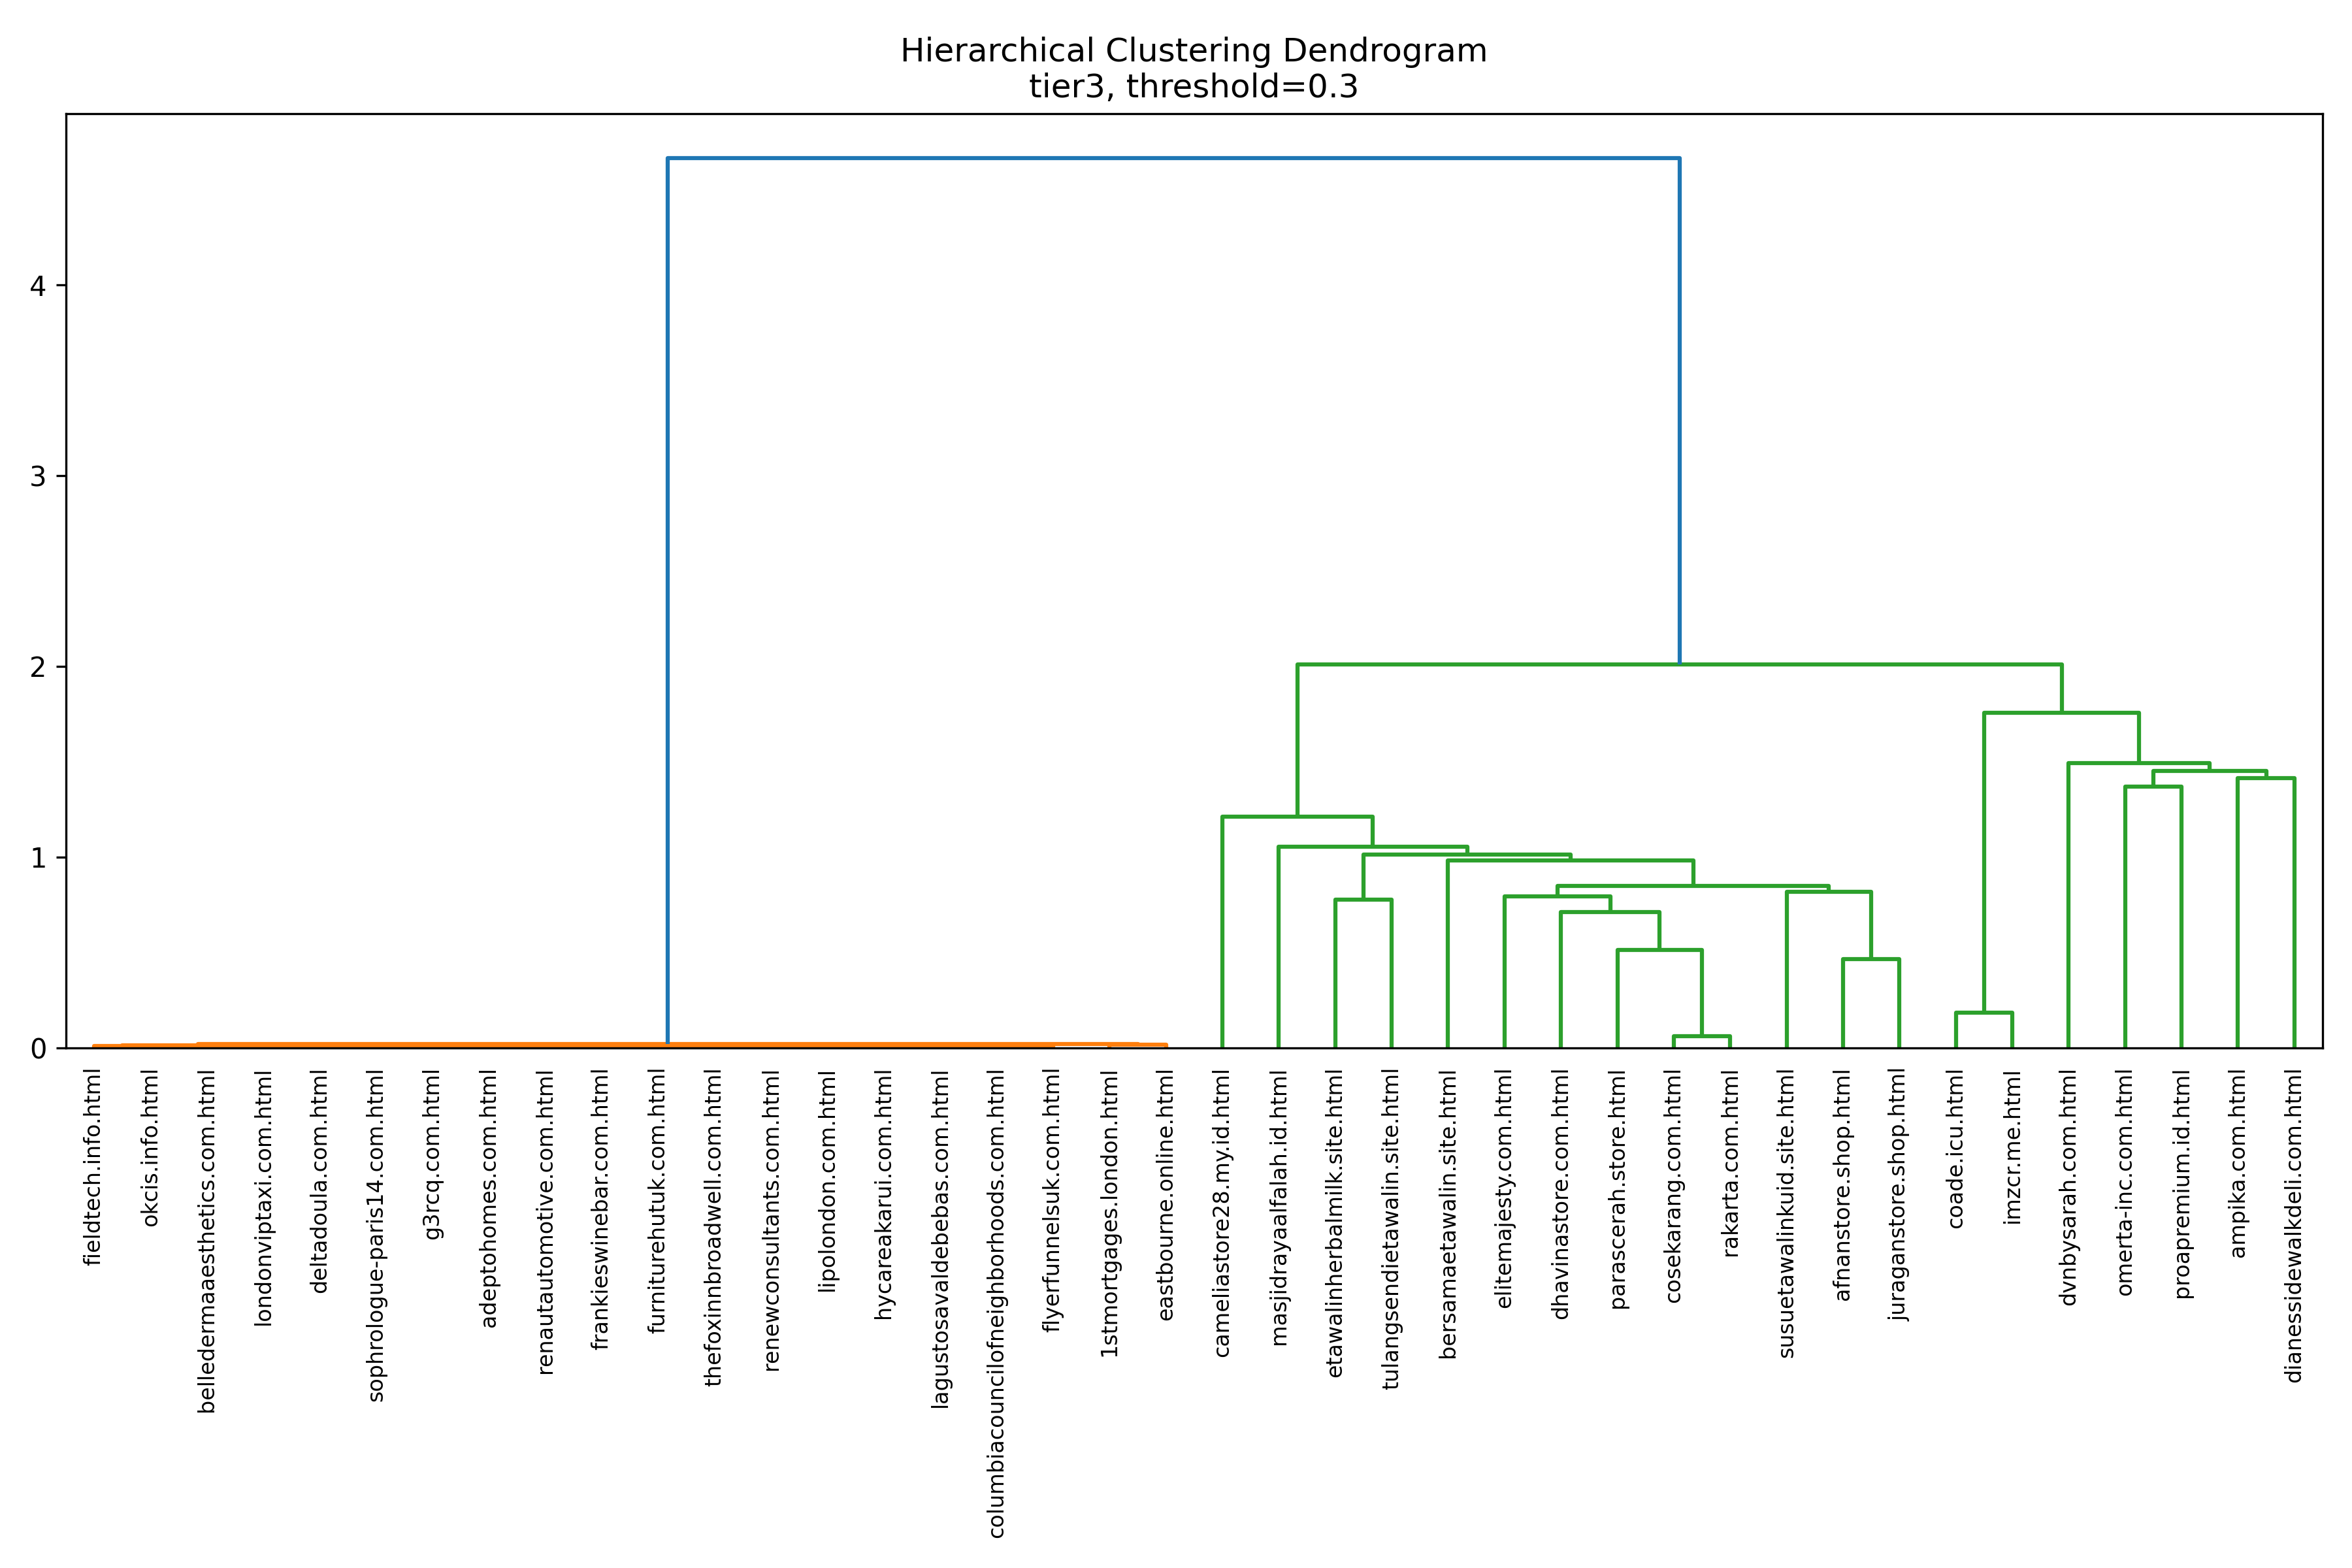 Hierarchical Clustering Dendrogram
tier3, threshold=0.3
4
3
2
1
0
fieldtech.info.html
okcis.info.html
belledermaaesthetics.com.html
londonviptaxi.com.html
deltadoula.com.html
sophrologue-paris14.com.html
g3rcq.com.html
adeptohomes.com.html
renautautomotive.com.html
frankieswinebar.com.html
furniturehutuk.com.html
thefoxinnbroadwell.com.html
renewconsultants.com.html
lipolondon.com.html
hycareakarui.com.html
lagustosavaldebebas.com.html
columbiacouncilofneighborhoods.com.html
flyerfunnelsuk.com.html
1stmortgages.london.html
eastbourne.online.html
cameliastore28.my.id.html
masjidrayaalfalah.id.html
etawalinherbalmilk.site.html
tulangsendietawalin.site.html
bersamaetawalin.site.html
elitemajesty.com.html
dhavinastore.com.html
parascerah.store.html
cosekarang.com.html
rakarta.com.html
susuetawalinkuid.site.html
afnanstore.shop.html
juraganstore.shop.html
coade.icu.html
imzcr.me.html
dvnbysarah.com.html
omerta-inc.com.html
proapremium.id.html
ampika.com.html
dianessidewalkdeli.com.html